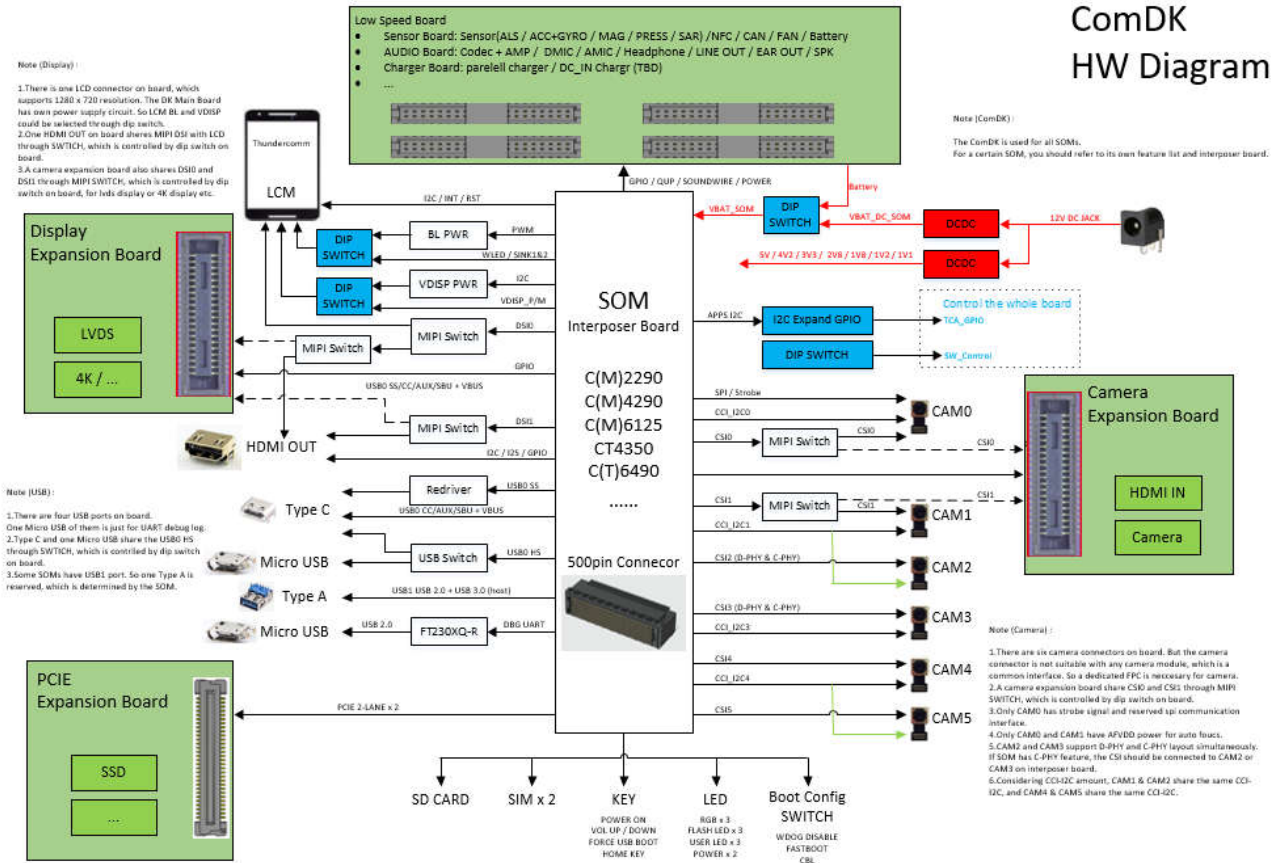 ComDK
HW Diagram
Low Speed Board
• Sensor Board: Sensor(ALS / ACC+GYRO / MAG / PRESS / SAR) /NFC / CAN / FAN / Battery
• AUDIO Board: Codec + AMP / DMIC / AMIC / Headphone / LINE OUT / EAR OUT / SPK
• Charger Board: parelell charger / DC_IN Chargr (TBD)
• ...
Note (Display) :
1.There is one LCD connector on board, which
supports 1280 x 720 resolution. The DK Main Board
has own power supply circuit. So LCM BL and VDISP
could be selected through dip switch.
2.One HDMI OUT on board sheres MIPI DSI with LCD
through SWTICH, which is controlled by dip switch on
board.
3.A camera expansion board also shares DSI0 and
DSI1 through MIPI SWITCH, which is controlled by dip
switch on board, for lvds display or 4K display etc.
Thundercomm
LCM
Note (ComDK) :
The ComDK is used for all SOMs.
For a certain SOM, you should refer to its own feature list and interposer board.
GPIO / QUP / SOUNDWIRE / POWER
Battery
VBAT_SOM
DIP
SWITCH
VBAT_DC_SOM
DCDC
12V DC JACK
5V / 4V2 / 3V3 / 2V8 / 1V8 / 1V2 / 1V1
DCDC
I2C / INT / RST
Display
Expansion Board
LVDS
4K / ...
DIP
SWITCH
BL PWR
PWM
WLED / SINK1&2
DIP
SWITCH
VDISP PWR
I2C
VDISP_P/M
MIPI Switch
MIPI Switch
DSI0
GPIO
USB0 SS/CC/AUX/SBU + VBUS
MIPI Switch
DSI1
HDMI OUT
I2C / I2S / GPIO
SOM
Interposer Board
C(M)2290
C(M)4290
C(M)6125
CT4350
C(T)6490
......
500pin Connecor
APPS I2C
I2C Expand GPIO
DIP SWITCH
Control the whole board
TCA_GPIO
SW_Control
SPI / Strobe
CCI_I2C0
CSI0
MIPI Switch
CSI0
CSI0
CAM0
CSI1
MIPI Switch
CSI1
CSI1
CCI_I2C1
CAM1
CSI2 (D-PHY & C-PHY)
CAM2
CSI3 (D-PHY & C-PHY)
CCI_I2C3
CAM3
CSI4
CCI_I2C4
CAM4
CSI5
CAM5
Camera
Expansion Board
HDMI IN
Camera
Note (USB) :
1.There are four USB ports on board.
One Micro USB of them is just for UART debug log.
2.Type C and one Micro USB share the USB0 HS
through SWTICH, which is contrlled by dip switch
on board.
3.Some SOMs have USB1 port. So one Type A is
reserved, which is determined by the SOM.
Type C
Redriver
USB0 SS
USB0 CC/AUX/SBU + VBUS
Micro USB
USB Switch
USB0 HS
Type A
USB1 USB 2.0 + USB 3.0 (host)
Micro USB
USB 2.0
FT230XQ-R
DBG UART
PCIE
Expansion Board
SSD
...
PCIE 2-LANE x 2
Note (Camera) :
1.There are six camera connectors on board. But the camera
connector is not suitable with any camera module, which is a
common interface. So a dedicated FPC is neccesary for camera.
2.A camera expansion board share CSI0 and CSI1 through MIPI
SWITCH, which is controlled by dip switch on board.
3.Only CAM0 has strobe signal and reserved spi communication
interface.
4.Only CAM0 and CAM1 have AFVDD power for auto foucs.
5.CAM2 and CAM3 support D-PHY and C-PHY layout simultaneously.
If SOM has C-PHY feature, the CSI should be connected to CAM2 or
CAM3 on interposer board.
6.Considering CCI-I2C amount, CAM1 & CAM2 share the same CCI-
I2C, and CAM4 & CAM5 share the same CCI-I2C.
SD CARD
SIM x 2
KEY
POWER ON
VOL UP / DOWN
FORCE USB BOOT
HOME KEY
LED
RGB x 3
FLASH LED x 3
USER LED x 3
POWER x 2
Boot Config
SWITCH
WDOG DISABLE
FASTBOOT
CBL